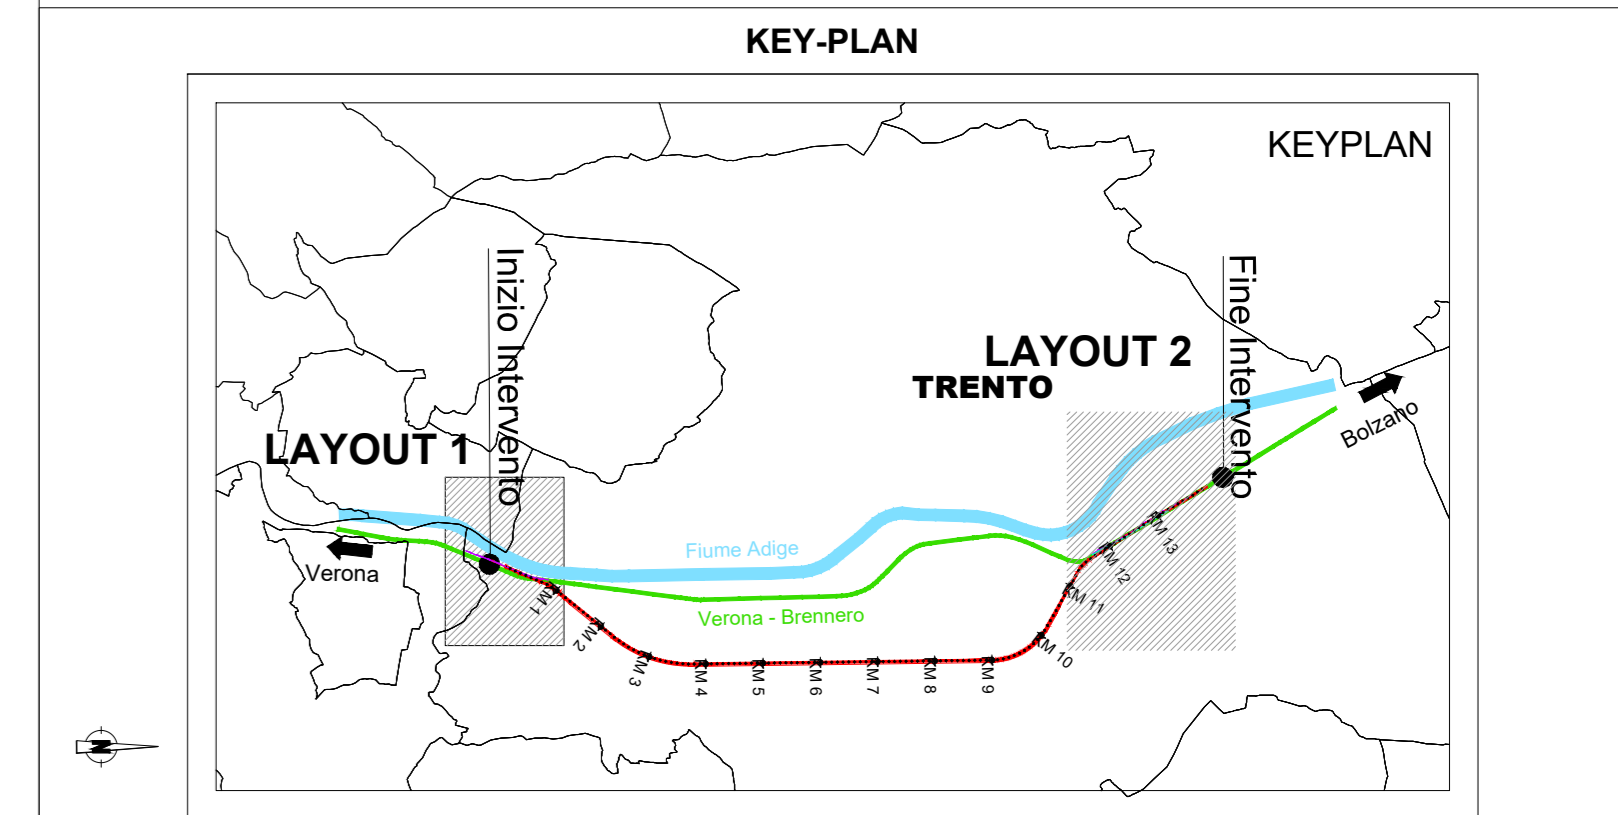 KEY-PLAN
KEYPLAN
Inizio Intervento
Fine Intervento
LAYOUT 2
TRENTO
LAYOUT 1
Bolzano
Verona
Fiume Adige
Verona - Brennero
KM 1
KM 2
KM 3
KM 4
KM 5
KM 6
KM 7
KM 8
KM 9
KM 10
KM 11
KM 12
KM 13
N